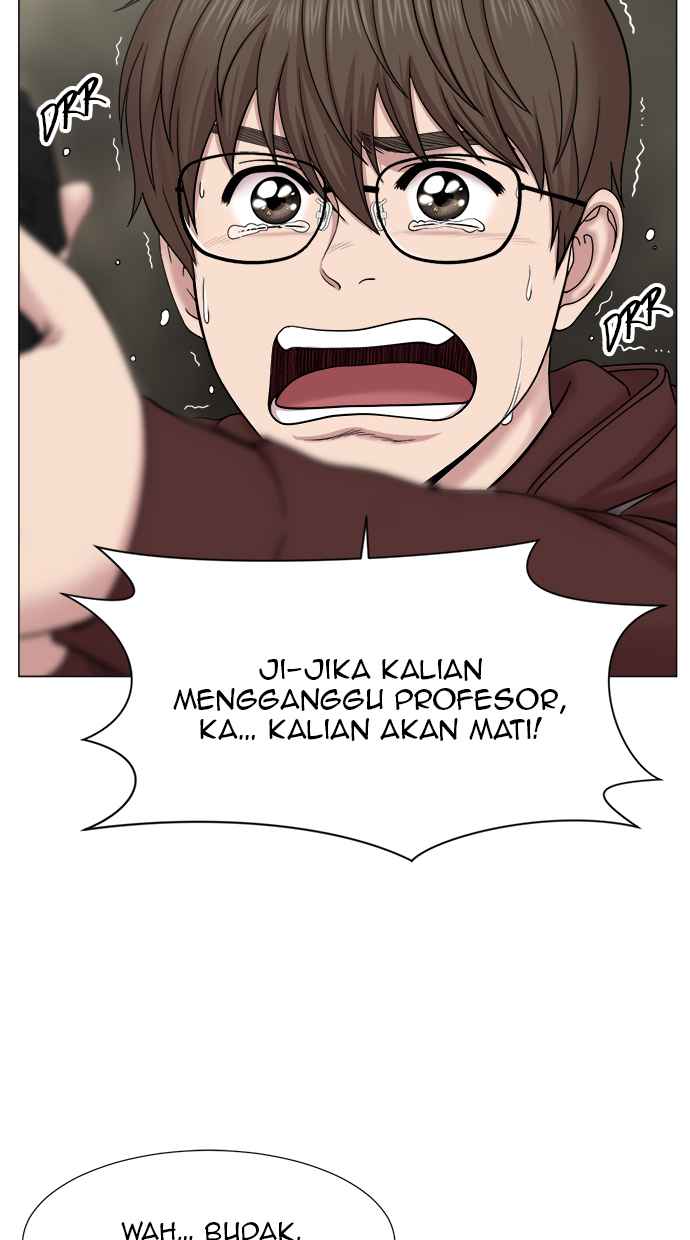 DRR
DRR
JI-JIKA KALIAN
MENGGANGGU PROFESOR,
KA... KALIAN AKAN MATI!
WAH... BUDAK,